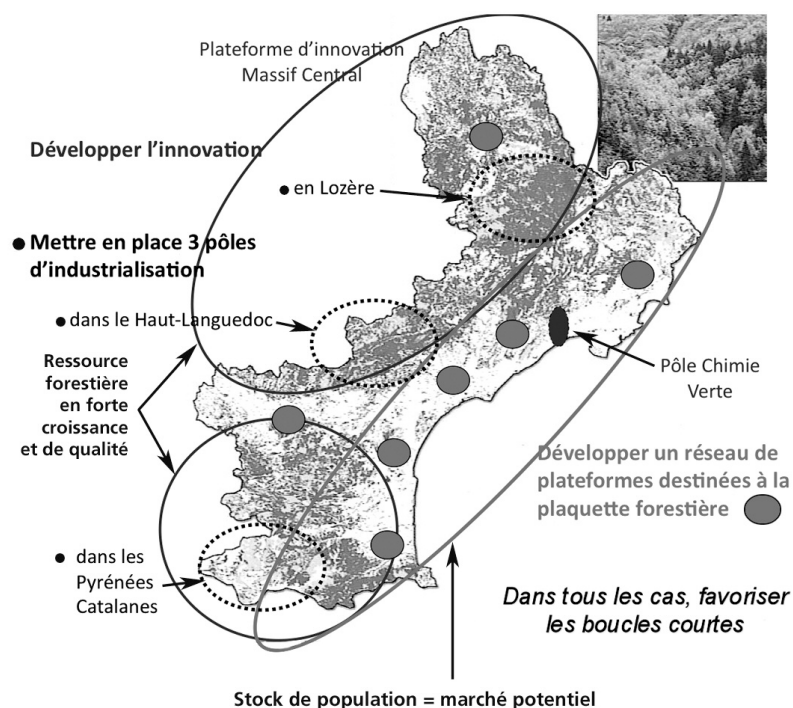 Plateforme d'innovation
Massif Central
Développer l'innovation
● en Lozère
● Mettre en place 3 pôles
d'industrialisation
● dans le Haut-Languedoc
Ressource
forestière
en forte
croissance
et de qualité
Pôle Chimie
Verte
Développer un réseau de
plateformes destinées à la
plaquette forestière
● dans les
Pyrénées
Catalanes
Dans tous les cas, favoriser
les boucles courtes
Stock de population = marché potentiel